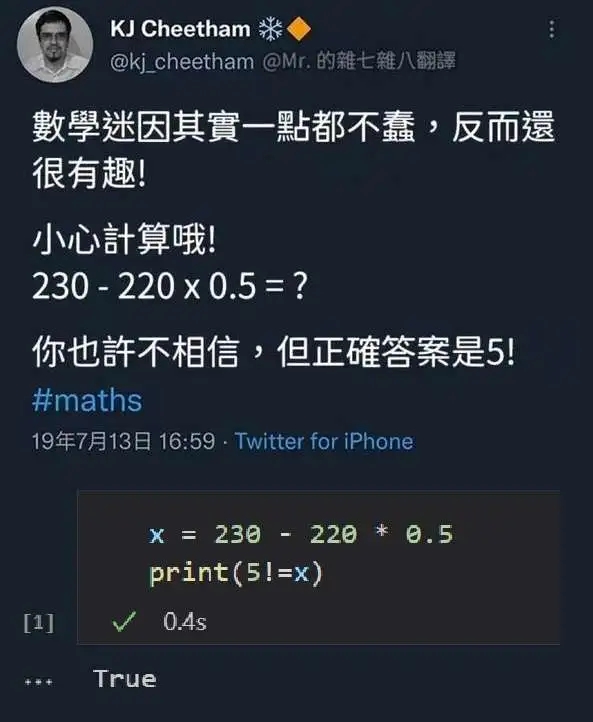 KJ Cheetham ❄️🔶
@kj_cheetham @Mr. 的雜七雜八翻譯
數學迷因其實一點都不蠢，反而還
很有趣!
小心計算哦!
230 - 220 x 0.5 = ?
你也許不相信，但正確答案是5!
#maths
19年7月13日 16:59 · Twitter for iPhone
x = 230 - 220 * 0.5
print(5!=x)
[1] ✓ 0.4s
... True